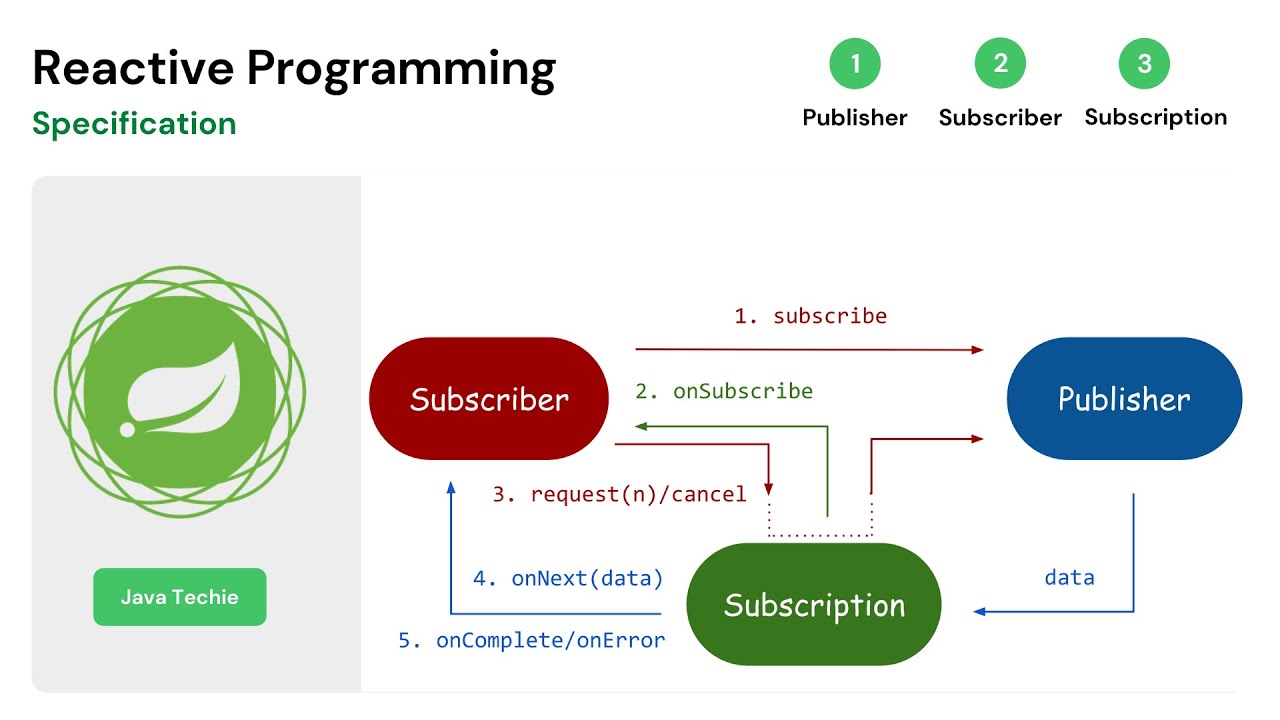 Reactive Programming
Specification
1
2
3
Publisher
Subscriber
Subscription
Java Techie
1. subscribe
Subscriber
2. onSubscribe
Publisher
3. request(n)/cancel
4. onNext(data)
data
Subscription
5. onComplete/onError